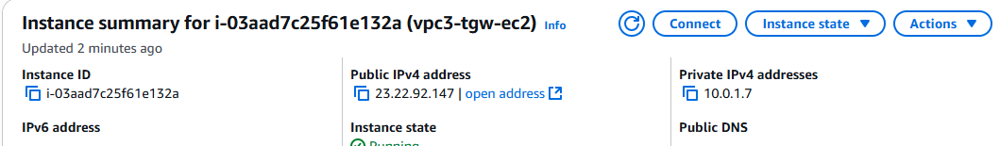 Instance summary for i-03aad7c25f61e132a (vpc3-tgw-ec2) Info
Connect
Instance state
Actions
Updated 2 minutes ago
Instance ID
i-03aad7c25f61e132a
Public IPv4 address
23.22.92.147 | open address
Private IPv4 addresses
10.0.1.7
IPv6 address
Instance state
Running
Public DNS